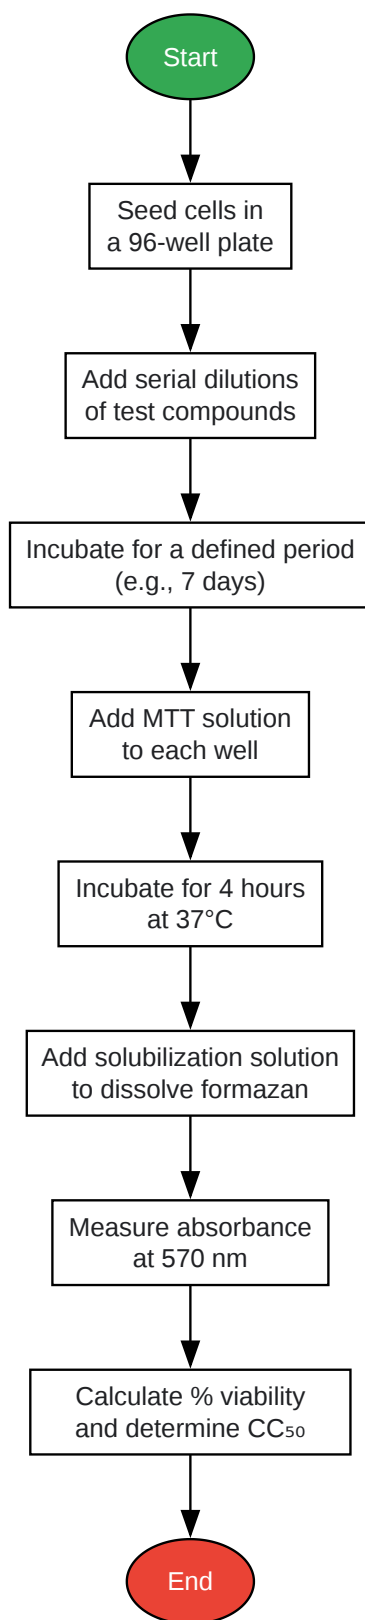 Start
Seed cells in
a 96-well plate
Add serial dilutions
of test compounds
Incubate for a defined period
(e.g., 7 days)
Add MTT solution
to each well
Incubate for 4 hours
at 37°C
Add solubilization solution
to dissolve formazan
Measure absorbance
at 570 nm
Calculate % viability
and determine CC₅₀
End